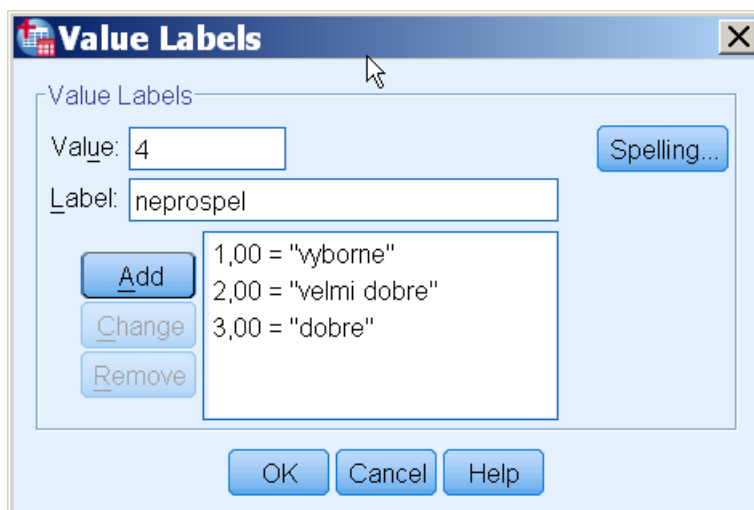 Value Labels
Value Labels
Value: 4
Spelling...
Label: neprospel
Add
Change
Remove
1,00 = "vyborne"
2,00 = "velmi dobre"
3,00 = "dobre"
OK Cancel Help